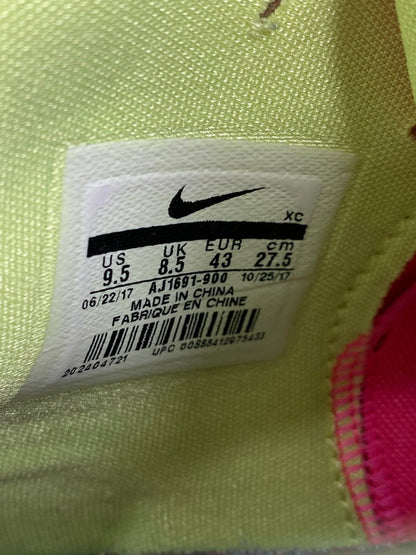 XC
US UK EUR cm
9.5 8.5 43 27.5
06/22/17 AJ1691-900 10/25/17
MADE IN CHINA
FABRIQUE EN CHINE
202404721 UPC 00888412975433